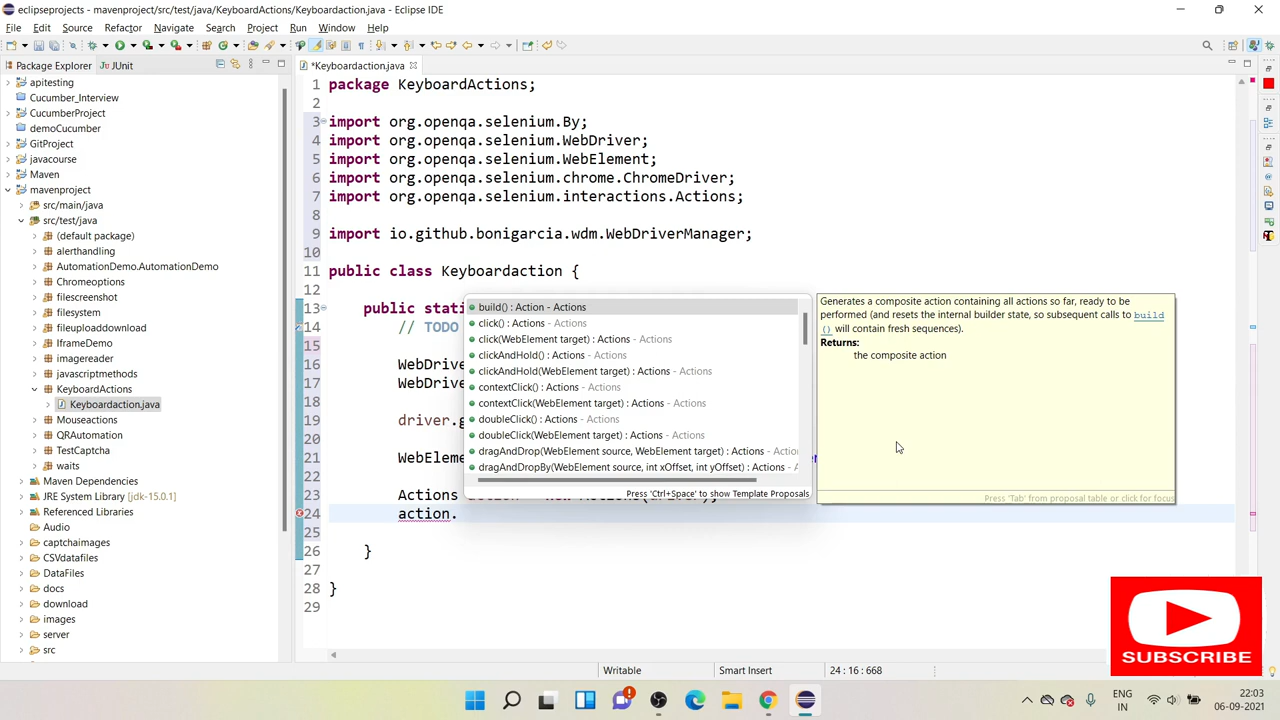 eclipseprojects - mavenproject/src/test/java/KeyboardActions/Keyboardaction.java - Eclipse IDE
File Edit Source Refactor Navigate Search Project Run Window Help
Package Explorer JUnit
*Keyboardaction.java
apitesting
Cucumber_Interview
CucumberProject
demoCucumber
GitProject
javacourse
Maven
mavenproject
src/main/java
src/test/java
(default package)
alerthandling
AutomationDemo.AutomationDemo
Chromeoptions
filescreenshot
filesystem
fileuploaddownload
IframeDemo
imagereader
javascriptmethods
KeyboardActions
Keyboardaction.java
Mouseactions
QRAutomation
TestCaptcha
waits
Maven Dependencies
JRE System Library [jdk-15.0.1]
Referenced Libraries
Audio
captchaimages
CSVdatafiles
DataFiles
docs
download
images
server
src
1 package KeyboardActions;
2
3 import org.openqa.selenium.By;
4 import org.openqa.selenium.WebDriver;
5 import org.openqa.selenium.WebElement;
6 import org.openqa.selenium.chrome.ChromeDriver;
7 import org.openqa.selenium.interactions.Actions;
8
9 import io.github.bonigarcia.wdm.WebDriverManager;
10
11 public class Keyboardaction {
12
13 public stati
14 // TODO
15
16 WebDrive
17 WebDrive
18
19 driver.g
20
21 WebEleme
22
23 Actions
24 action.
25
26 }
27
28 }
29
build() : Action - Actions
click() : Actions - Actions
click(WebElement target) : Actions - Actions
clickAndHold() : Actions - Actions
clickAndHold(WebElement target) : Actions - Actions
contextClick() : Actions - Actions
contextClick(WebElement target) : Actions - Actions
doubleClick() : Actions - Actions
doubleClick(WebElement target) : Actions - Actions
dragAndDrop(WebElement source, WebElement target) : Actions - Actio
dragAndDropBy(WebElement source, int xOffset, int yOffset) : Actions - A
Press 'Ctrl+Space' to show Template Proposals
Generates a composite action containing all actions so far, ready to be
performed (and resets the internal builder state, so subsequent calls to build
() will contain fresh sequences).
Returns:
the composite action
Press 'Tab' from proposal table or click for focus
Writable Smart Insert 24 : 16 : 668
SUBSCRIBE
ENG
IN
22:03
06-09-2021